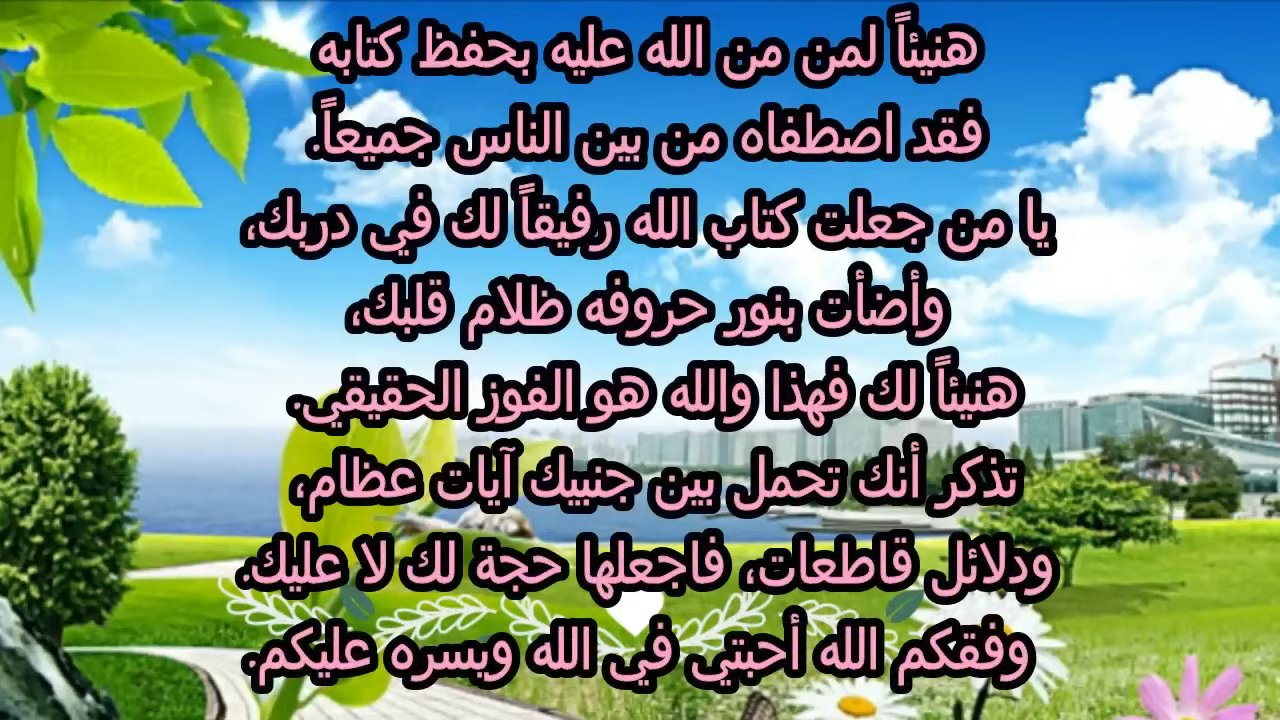 هنيئاً لمن من الله عليه بحفظ كتابه
فقد اصطفاه من بين الناس جميعاً.
يا من جعلت كتاب الله رفيقاً لك في دربك،
وأضأت بنور حروفه ظلام قلبك،
هنيئاً لك فهذا والله هو الفوز الحقيقي.
تذكر أنك تحمل بين جنبيك آيات عظام،
ودلائل قاطعات، فاجعلها حجة لك لا عليك.
وفقكم الله أحبتي في الله ويسره عليكم.